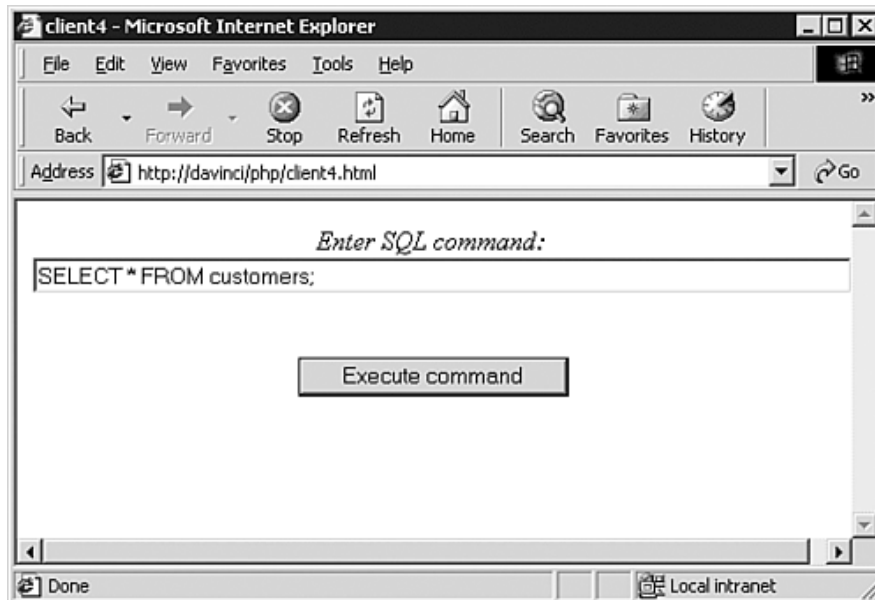 client4 - Microsoft Internet Explorer
File Edit View Favorites Tools Help
Back Forward Stop Refresh Home Search Favorites History »
Address http://davinci/php/client4.html Go
Enter SQL command:
SELECT * FROM customers;
Execute command
Done Local intranet